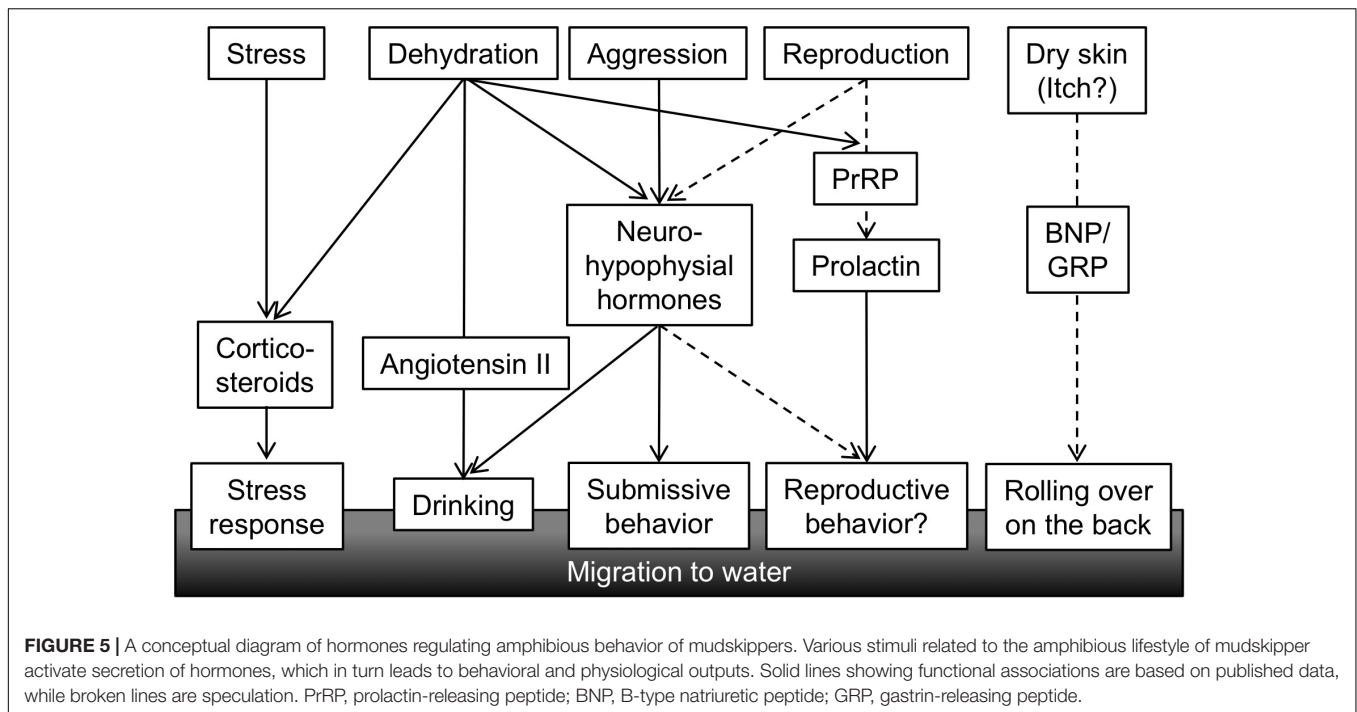 Stress
Dehydration
Aggression
Reproduction
Dry skin
(Itch?)
PrRP
Neuro-
hypophysial
hormones
Prolactin
BNP/
GRP
Cortico-
steroids
Angiotensin II
Stress
response
Drinking
Submissive
behavior
Reproductive
behavior?
Rolling over
on the back
Migration to water
FIGURE 5 | A conceptual diagram of hormones regulating amphibious behavior of mudskippers. Various stimuli related to the amphibious lifestyle of mudskipper
activate secretion of hormones, which in turn leads to behavioral and physiological outputs. Solid lines showing functional associations are based on published data,
while broken lines are speculation. PrRP, prolactin-releasing peptide; BNP, B-type natriuretic peptide; GRP, gastrin-releasing peptide.